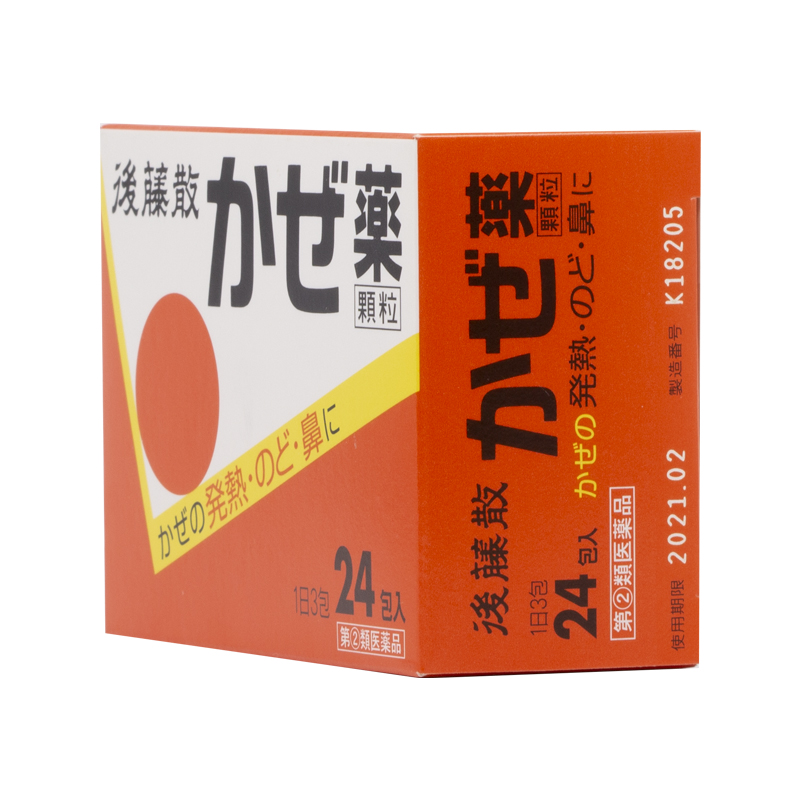 後藤散かぜ薬
顆粒
かぜの発熱・のど・鼻に
1日3包
24包入
第②類医薬品
後藤散かぜ薬
顆粒
かぜの発熱・のど・鼻に
1日3包
24包入
第②類医薬品
使用期限 2021.02 製造番号 K18205